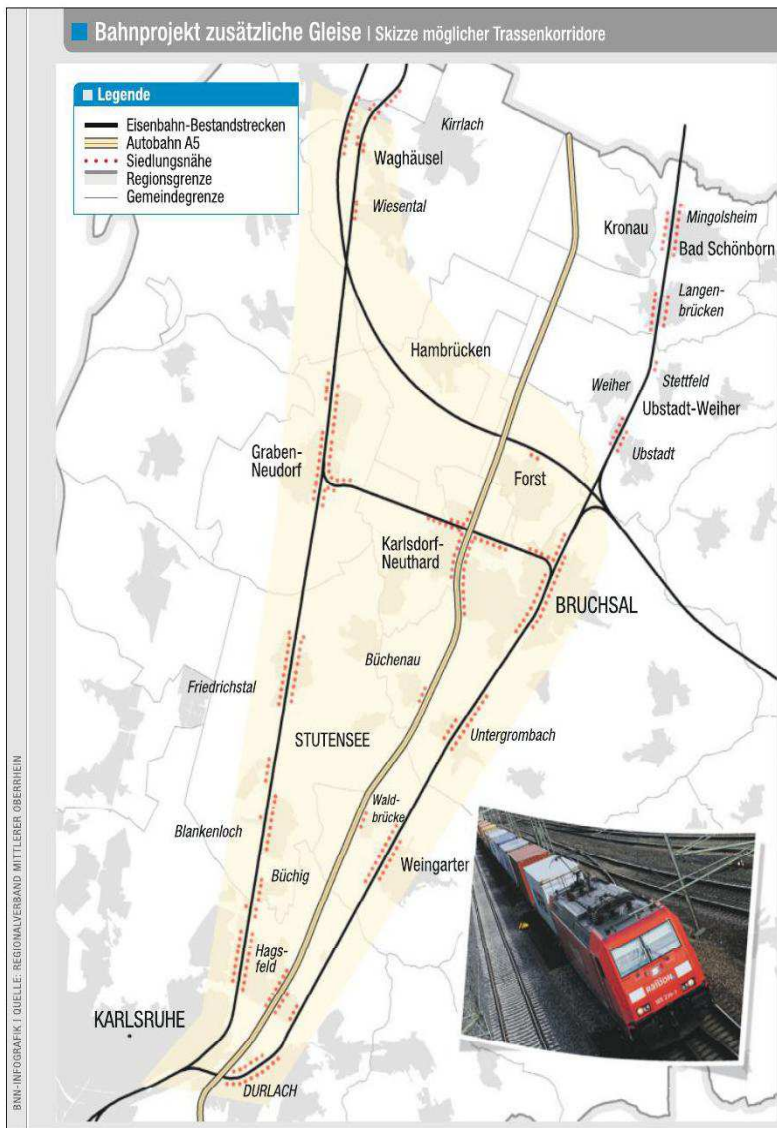 Bahnprojekt zusätzliche Gleise | Skizze möglicher Trassenkorridore
Legende
Eisenbahn-Bestandstrecken
Autobahn A5
Siedlungsnähe
Regionsgrenze
Gemeindegrenze
Kirrlach
Waghäusel
Wiesental
Kronau
Mingolsheim
Bad Schönborn
Langen-
brücken
Hambrücken
Weiher
Stettfeld
Ubstadt-Weiher
Ubstadt
Graben-
Neudorf
Forst
Karlsdorf-
Neuthard
BRUCHSAL
Büchenau
Friedrichstal
STUTENSEE
Untergrombach
Wald-
brücke
Blankenloch
Weingarter
Büchig
Hags-
feld
KARLSRUHE
DURLACH
RAILION
BNN-INFOGRAFIK | QUELLE: REGIONALVERBAND MITTLERER OBERRHEIN